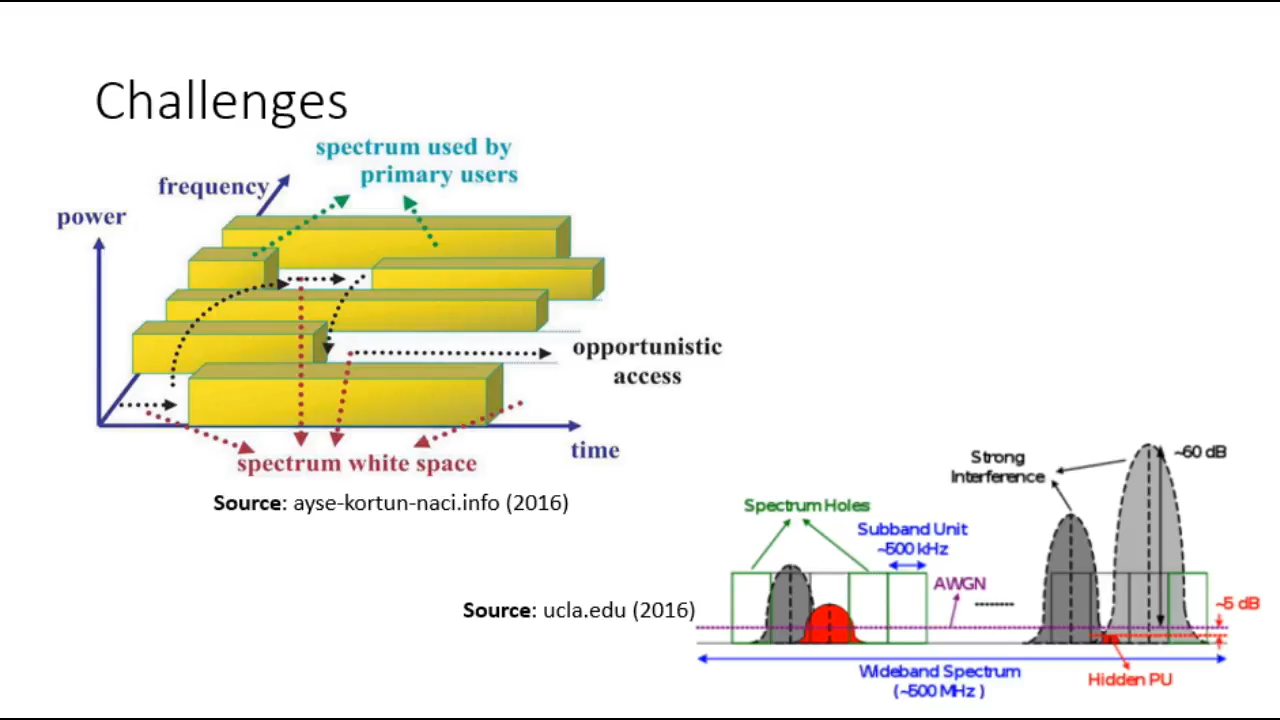 Challenges
spectrum used by
primary users
frequency
power
opportunistic
access
time
spectrum white space
Source: ayse-kortun-naci.info (2016)
Strong
Interference
~60 dB
Spectrum Holes
Subband Unit
~500 kHz
AWGN
~5 dB
Source: ucla.edu (2016)
Wideband Spectrum
(~500 MHz )
Hidden PU